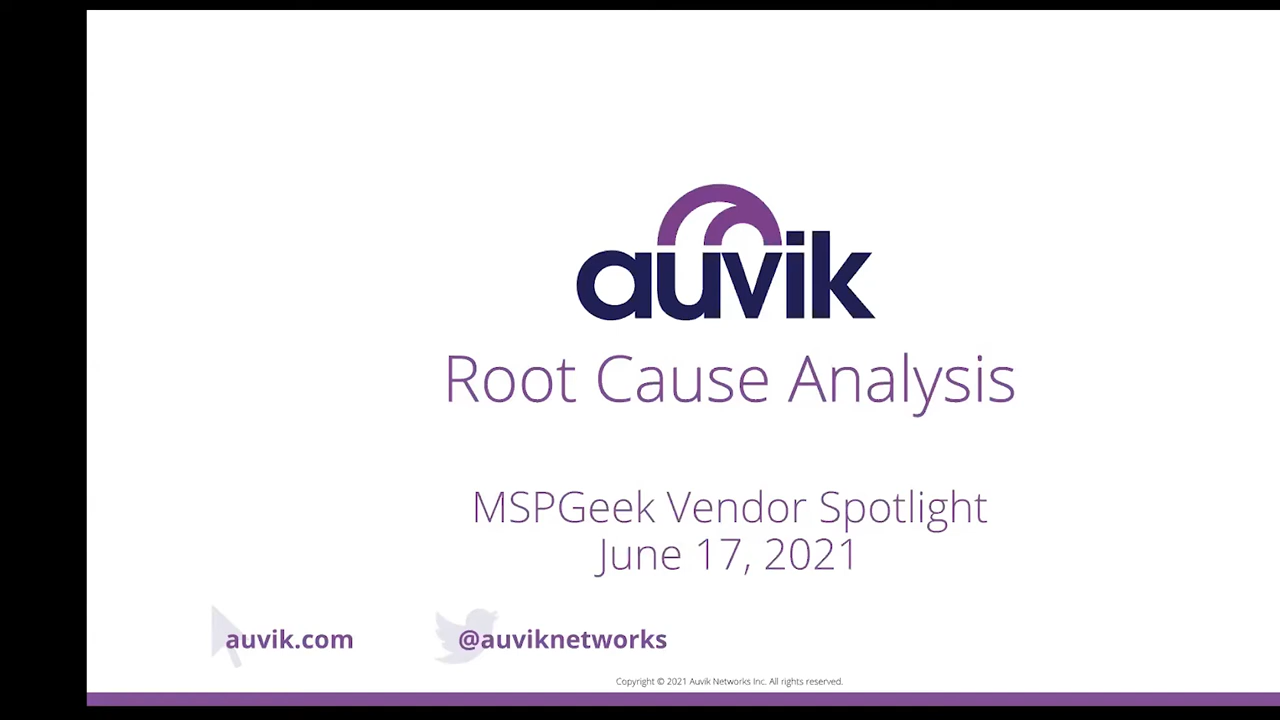 auvik
Root Cause Analysis
MSPGeek Vendor Spotlight
June 17, 2021
auvik.com
@auviknetworks
Copyright © 2021 Auvik Networks Inc. All rights reserved.